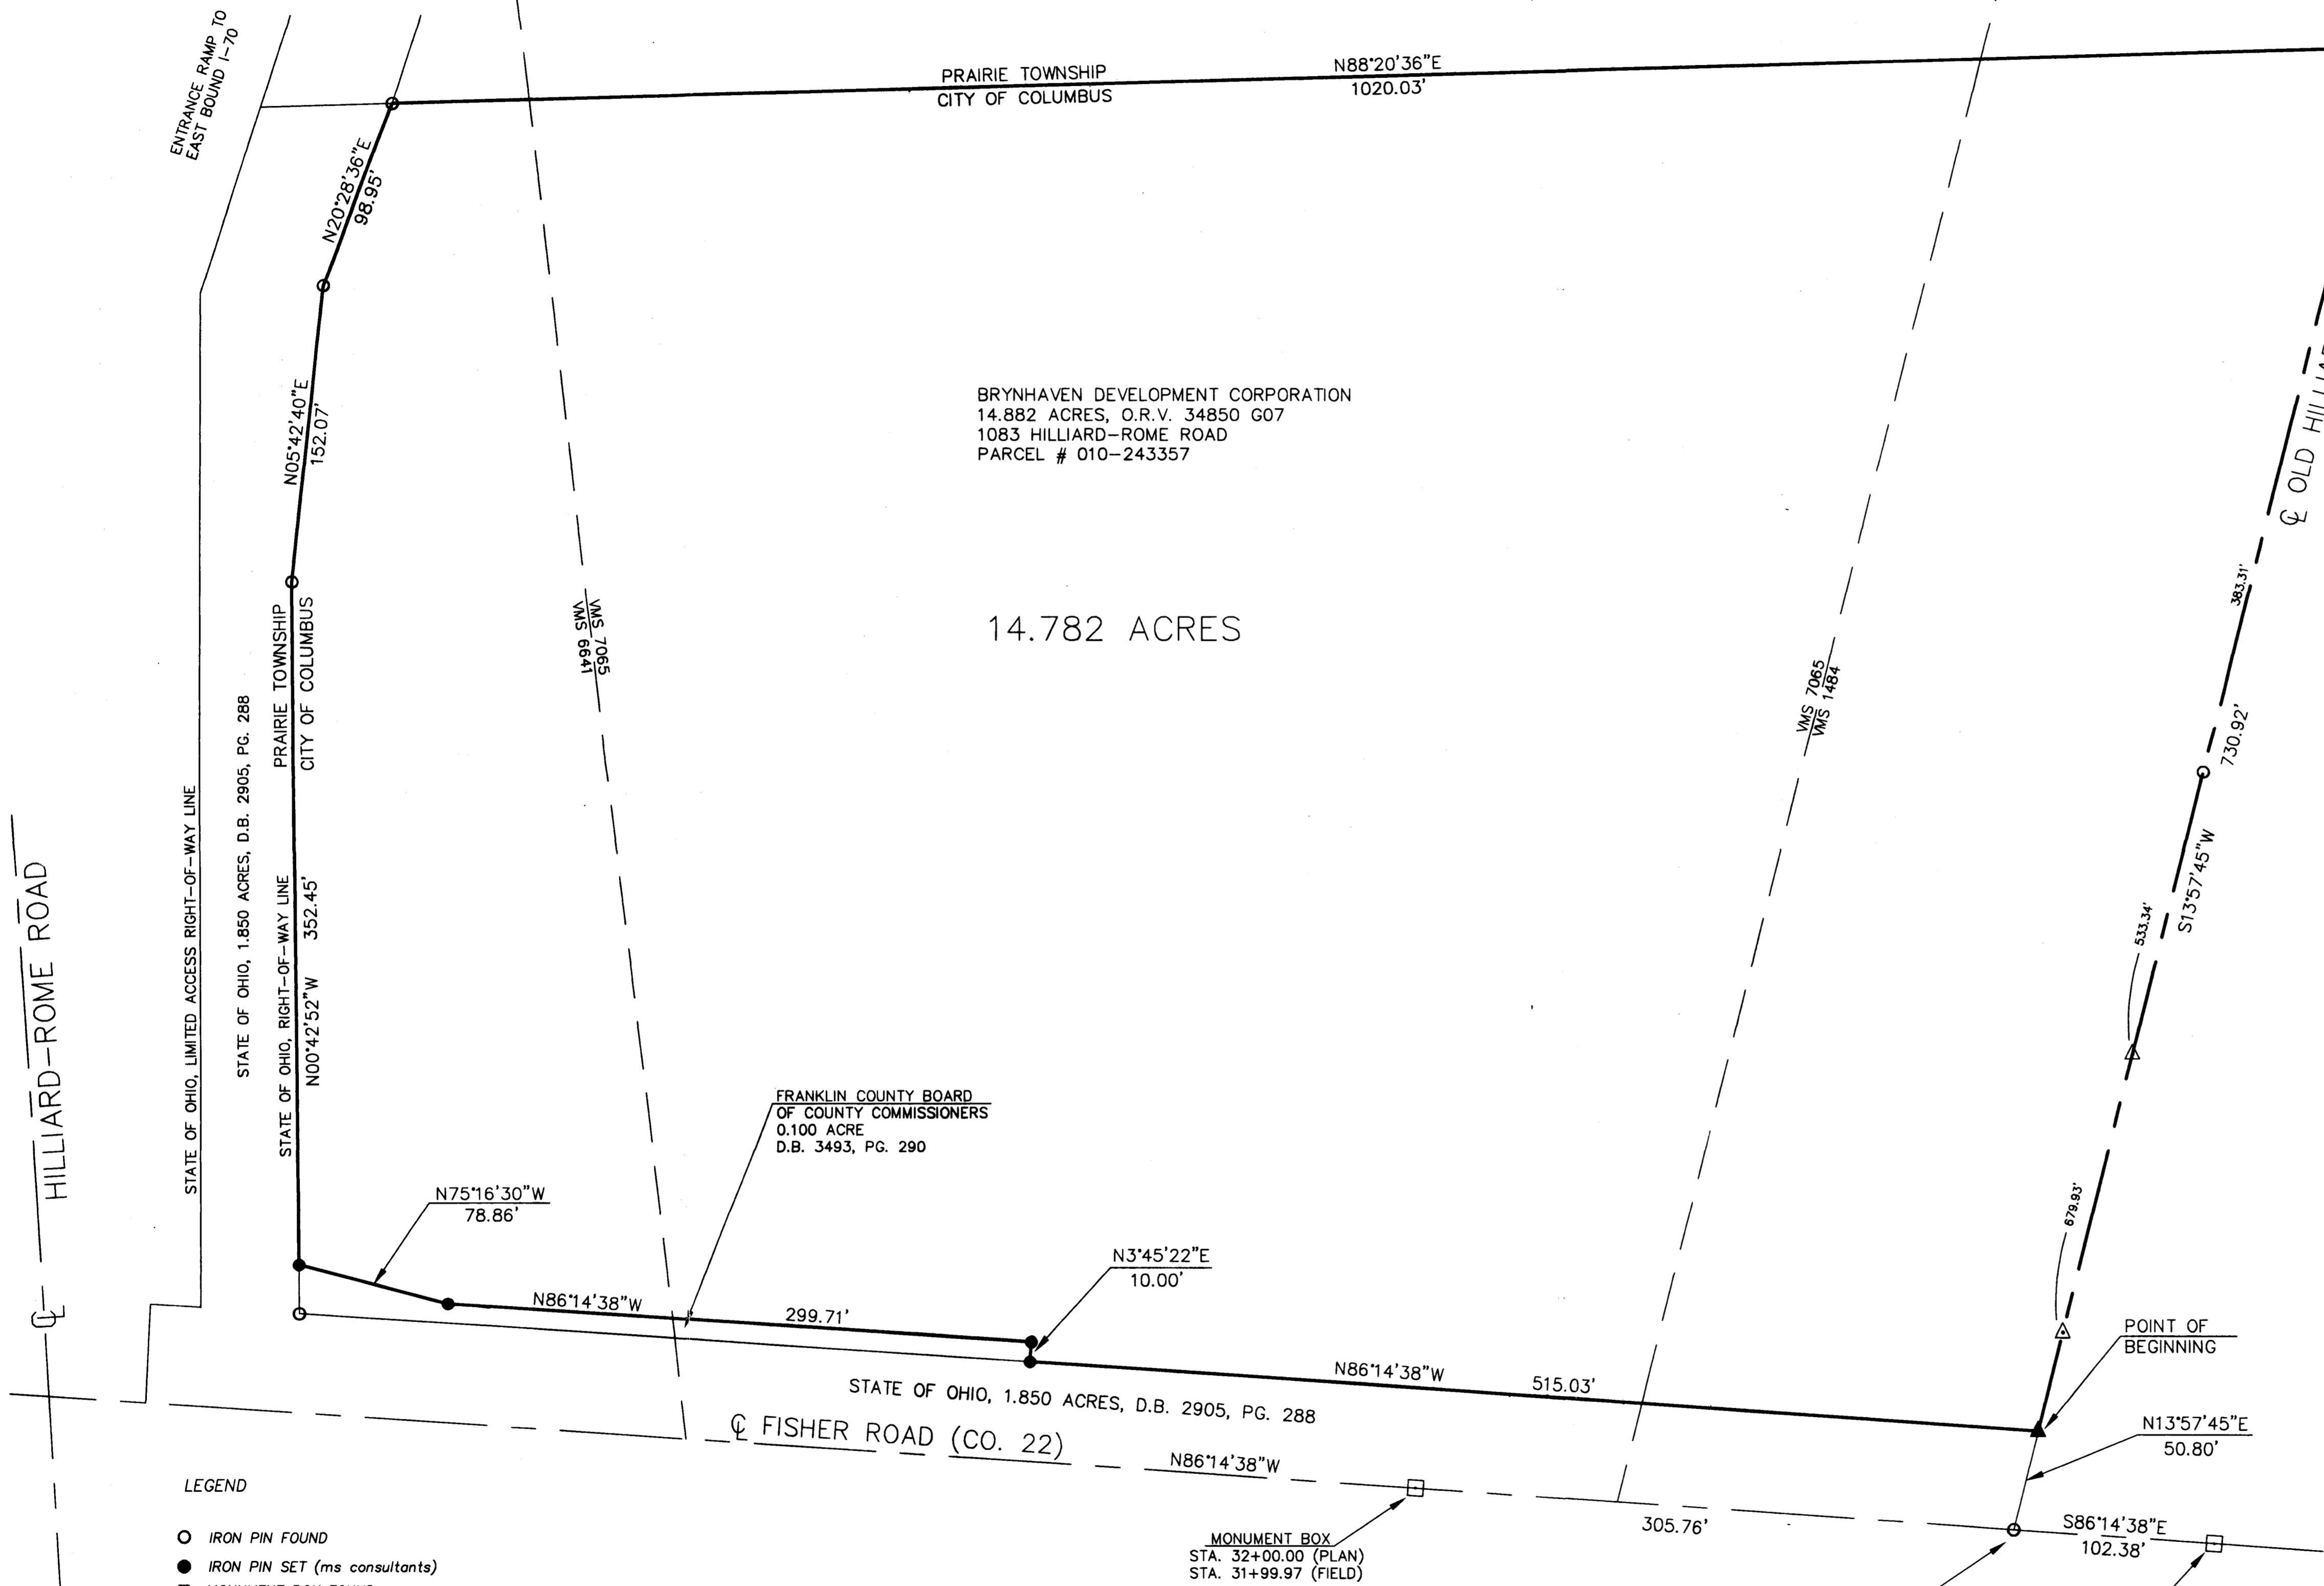 ENTRANCE RAMP TO
EAST BOUND I-70
PRAIRIE TOWNSHIP
CITY OF COLUMBUS
N88°20'36"E
1020.03'
N20°28'36"E
98.95'
N05°42'40"E
152.07'
BRYNHAVEN DEVELOPMENT CORPORATION
14.882 ACRES, O.R.V. 34850 G07
1083 HILLIARD-ROME ROAD
PARCEL # 010-243357
14.782 ACRES
VMS 7065
VMS 6641
VMS 7065
VMS 1484
℄ OLD
383.31'
730.92'
S13°57'45"W
533.34'
679.93'
PRAIRIE TOWNSHIP
CITY OF COLUMBUS
STATE OF OHIO, RIGHT-OF-WAY LINE
N00°42'52"W 352.45'
STATE OF OHIO, 1.850 ACRES, D.B. 2905, PG. 288
STATE OF OHIO, LIMITED ACCESS RIGHT-OF-WAY LINE
℄ HILLIARD-ROME ROAD
FRANKLIN COUNTY BOARD
OF COUNTY COMMISSIONERS
0.100 ACRE
D.B. 3493, PG. 290
N75°16'30"W
78.86'
N86°14'38"W 299.71'
N3°45'22"E
10.00'
N86°14'38"W 515.03'
POINT OF
BEGINNING
N13°57'45"E
50.80'
STATE OF OHIO, 1.850 ACRES, D.B. 2905, PG. 288
℄ FISHER ROAD (CO. 22)
N86°14'38"W
305.76'
S86°14'38"E
102.38'
MONUMENT BOX
STA. 32+00.00 (PLAN)
STA. 31+99.97 (FIELD)
LEGEND
IRON PIN FOUND
IRON PIN SET (ms consultants)